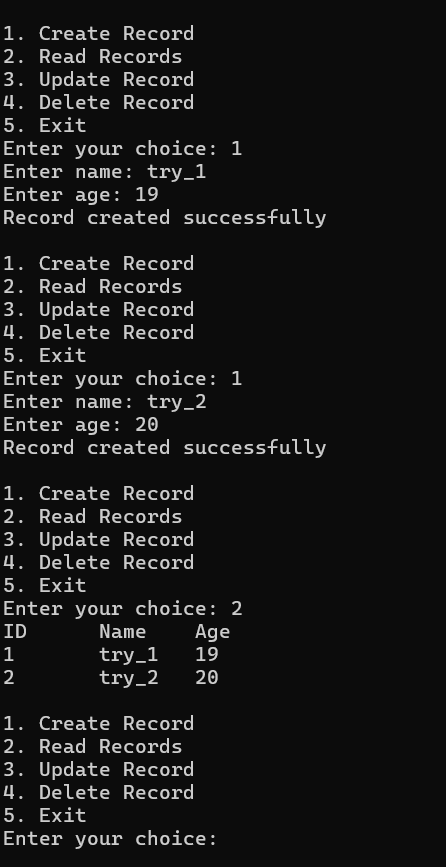 1. Create Record
2. Read Records
3. Update Record
4. Delete Record
5. Exit
Enter your choice: 1
Enter name: try_1
Enter age: 19
Record created successfully
1. Create Record
2. Read Records
3. Update Record
4. Delete Record
5. Exit
Enter your choice: 1
Enter name: try_2
Enter age: 20
Record created successfully
1. Create Record
2. Read Records
3. Update Record
4. Delete Record
5. Exit
Enter your choice: 2
ID      Name    Age
1       try_1   19
2       try_2   20
1. Create Record
2. Read Records
3. Update Record
4. Delete Record
5. Exit
Enter your choice: